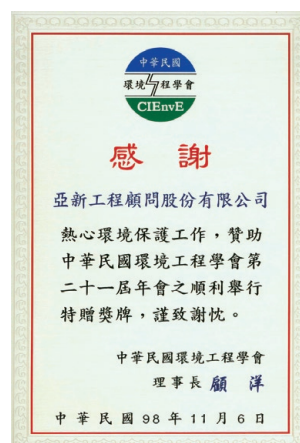 中華民國
環境工程學會
CIEnvE
感謝
亞新工程顧問股份有限公司
熱心環境保護工作，贊助
中華民國環境工程學會第
二十一屆年會之順利舉行
特贈獎牌，謹致謝忱。
中華民國環境工程學會
理事長 顧洋
中華民國98年11月6日